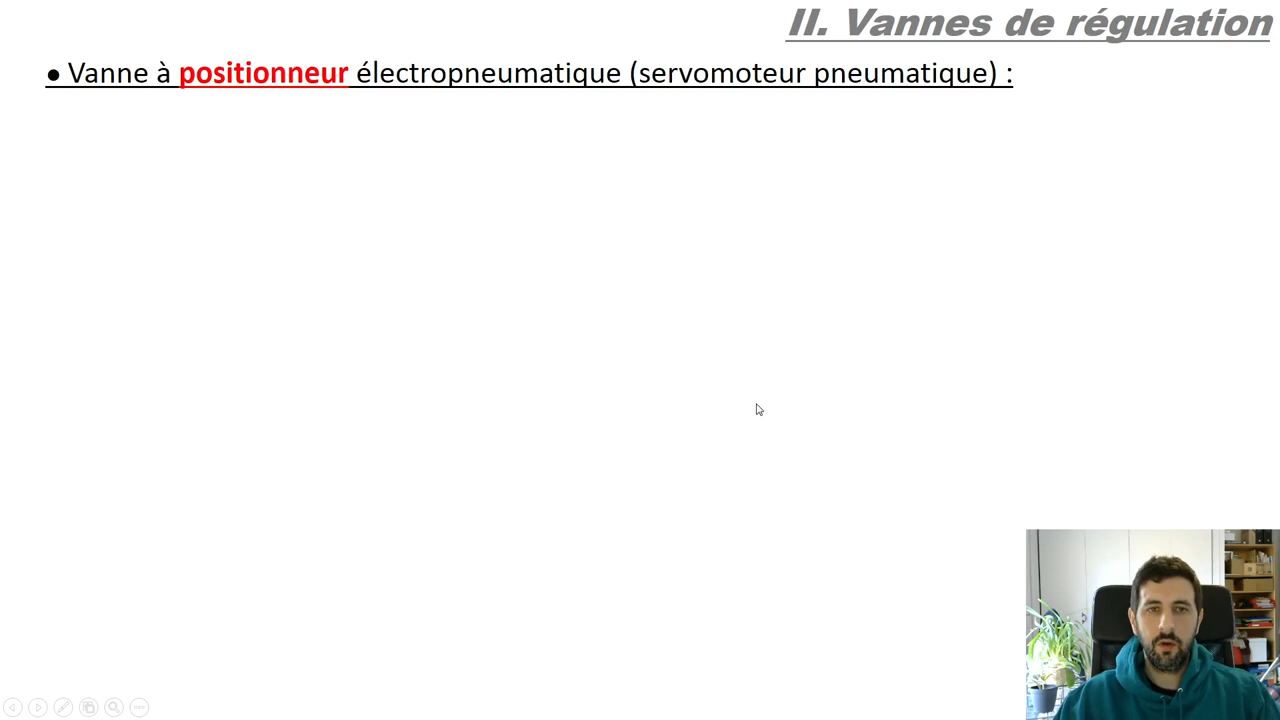 II. Vannes de régulation
● Vanne à positionneur électropneumatique (servomoteur pneumatique) :